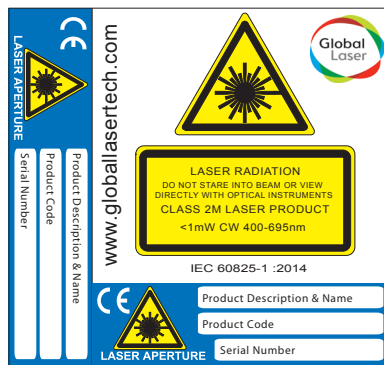 CE
LASER APERTURE
Product Description & Name
Product Code
Serial Number
www.globallasertech.com
Global
Laser
LASER RADIATION
DO NOT STARE INTO BEAM OR VIEW
DIRECTLY WITH OPTICAL INSTRUMENTS
CLASS 2M LASER PRODUCT
<1mW CW 400-695nm
IEC 60825-1 :2014
CE
LASER APERTURE
Product Description & Name
Product Code
Serial Number